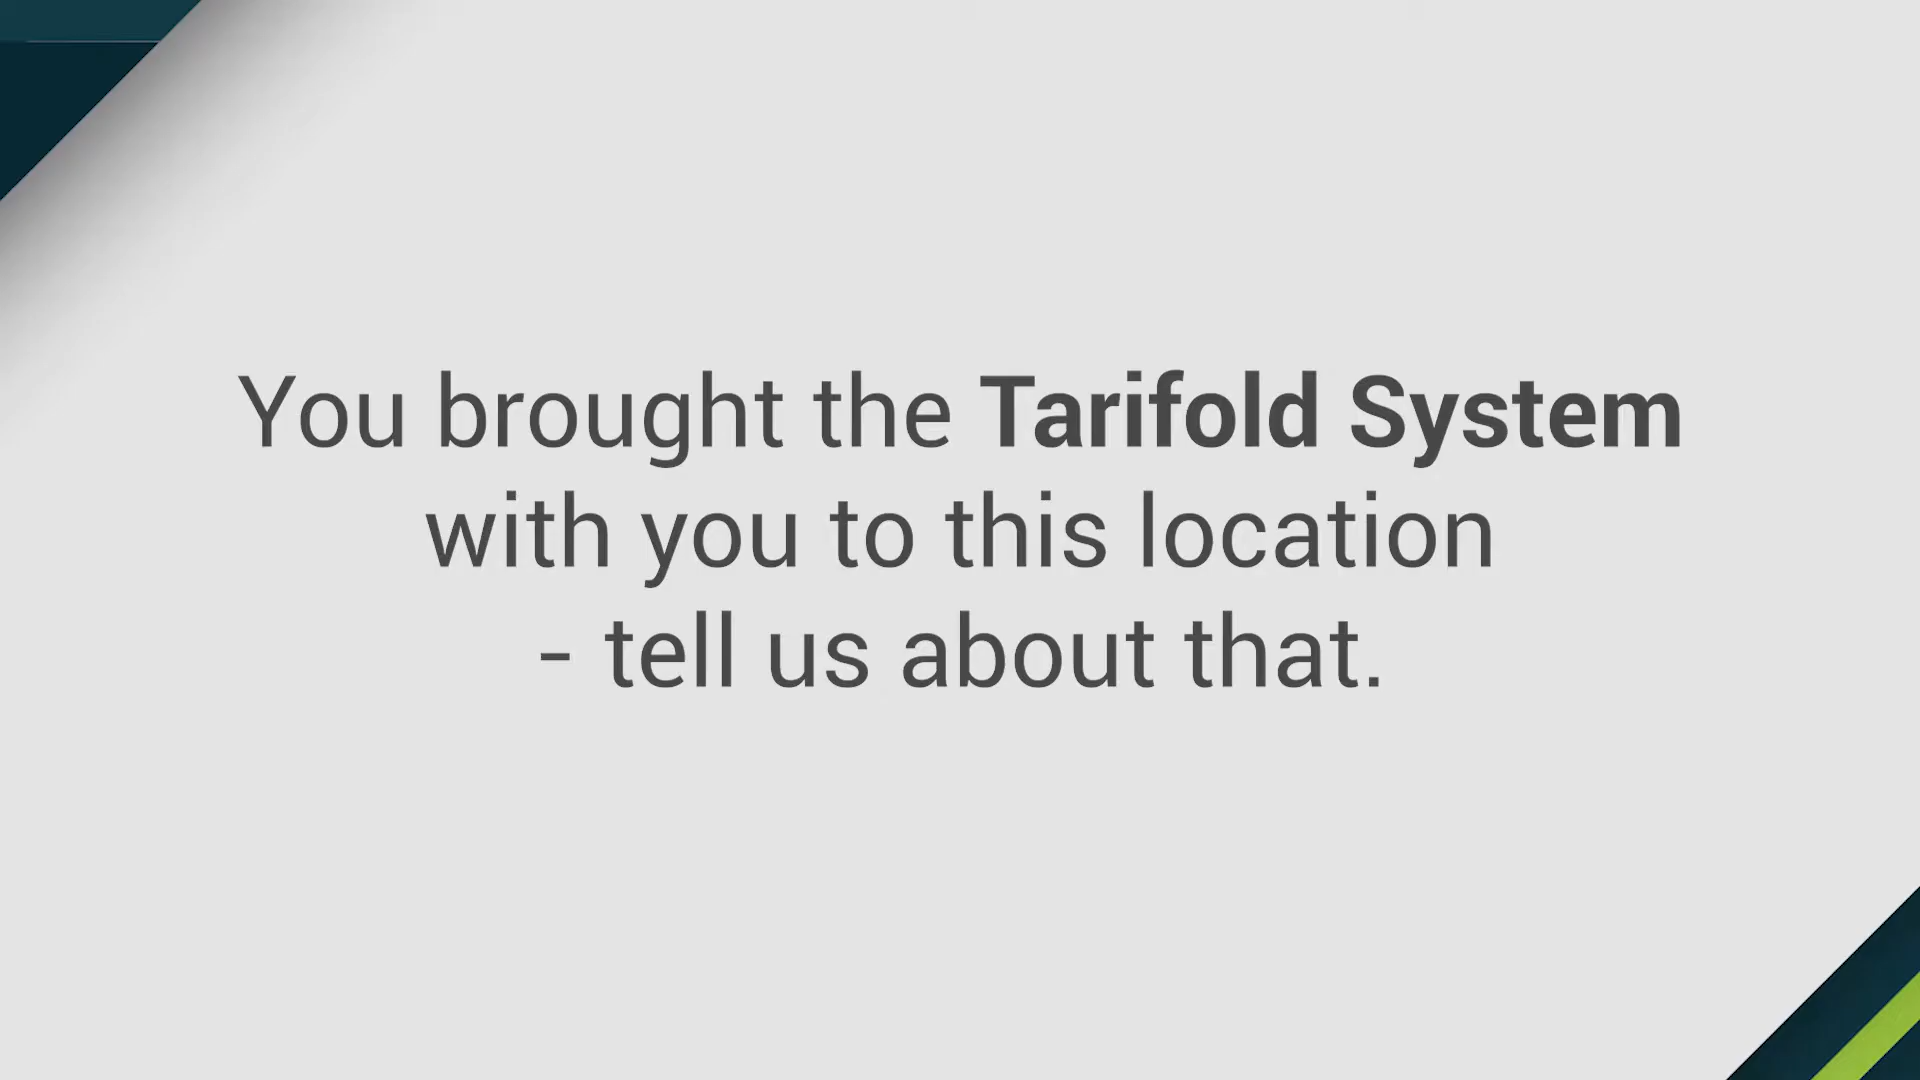 You brought the Tarifold System
with you to this location
- tell us about that.